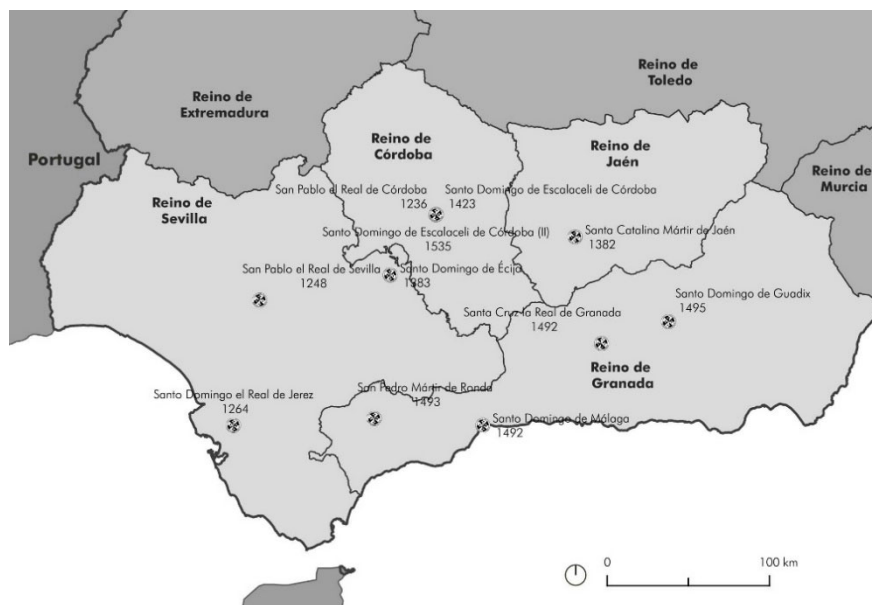 Reino de
Toledo
Reino de
Extremadura
Reino de
Córdoba
Reino de
Jaén
Portugal
Reino de
Murcia
Reino de
Sevilla
San Pablo el Real de Córdoba
1236
Santo Domingo de Escalaceli de Córdoba
1423
Santo Domingo de Escalaceli de Córdoba (II)
1535
Santa Catalina Mártir de Jaén
1382
San Pablo el Real de Sevilla
1248
Santo Domingo de Écija
1383
Santo Domingo de Guadix
1495
Santa Cruz la Real de Granada
1492
Reino de
Granada
Santo Domingo el Real de Jerez
1264
San Pedro Mártir de Ronda
1493
Santo Domingo de Málaga
1492
0
100 km